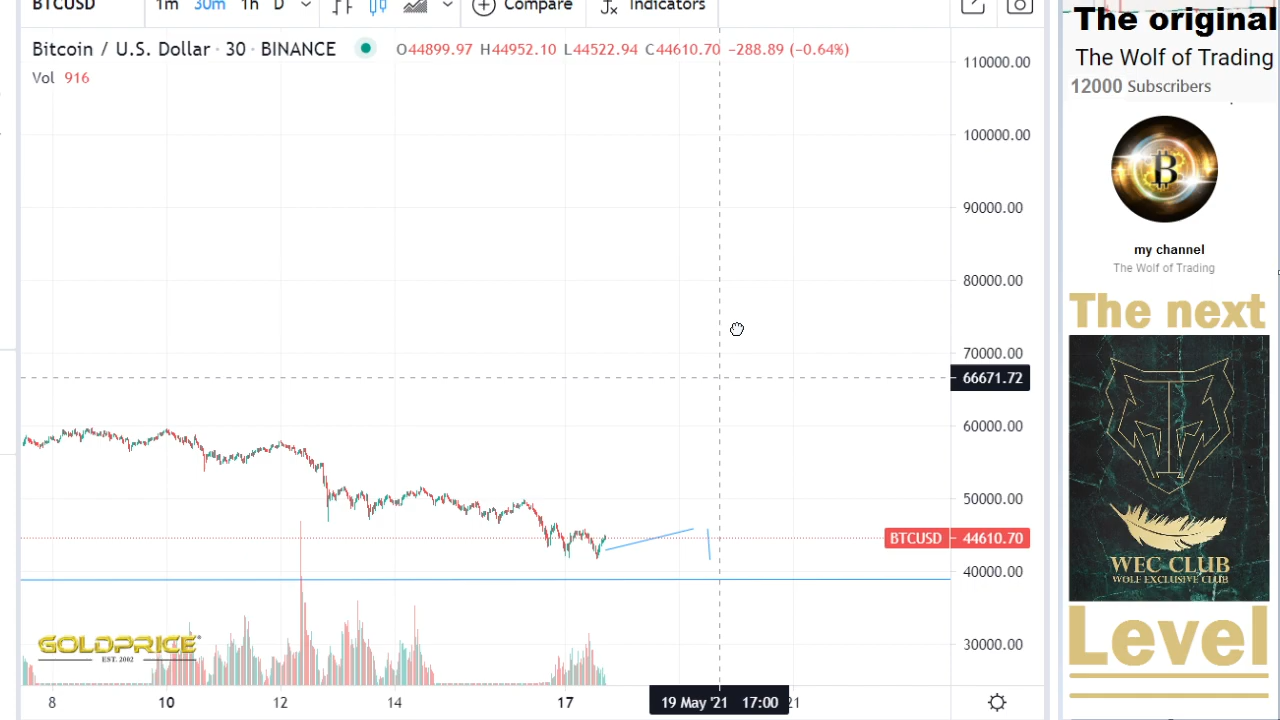 BTCUSD 1m 30m 1h D Compare Indicators
Bitcoin / U.S. Dollar · 30 · BINANCE O44899.97 H44952.10 L44522.94 C44610.70 −288.89 (−0.64%)
Vol 916
110000.00
100000.00
90000.00
80000.00
70000.00
66671.72
60000.00
50000.00
BTCUSD 44610.70
40000.00
30000.00
GOLDPRICE
EST. 2002
8 10 12 14 17 19 May '21 17:00 21
The original
The Wolf of Trading
12000 Subscribers
my channel
The Wolf of Trading
The next
WEC CLUB
WOLF EXCLUSIVE CLUB
Level